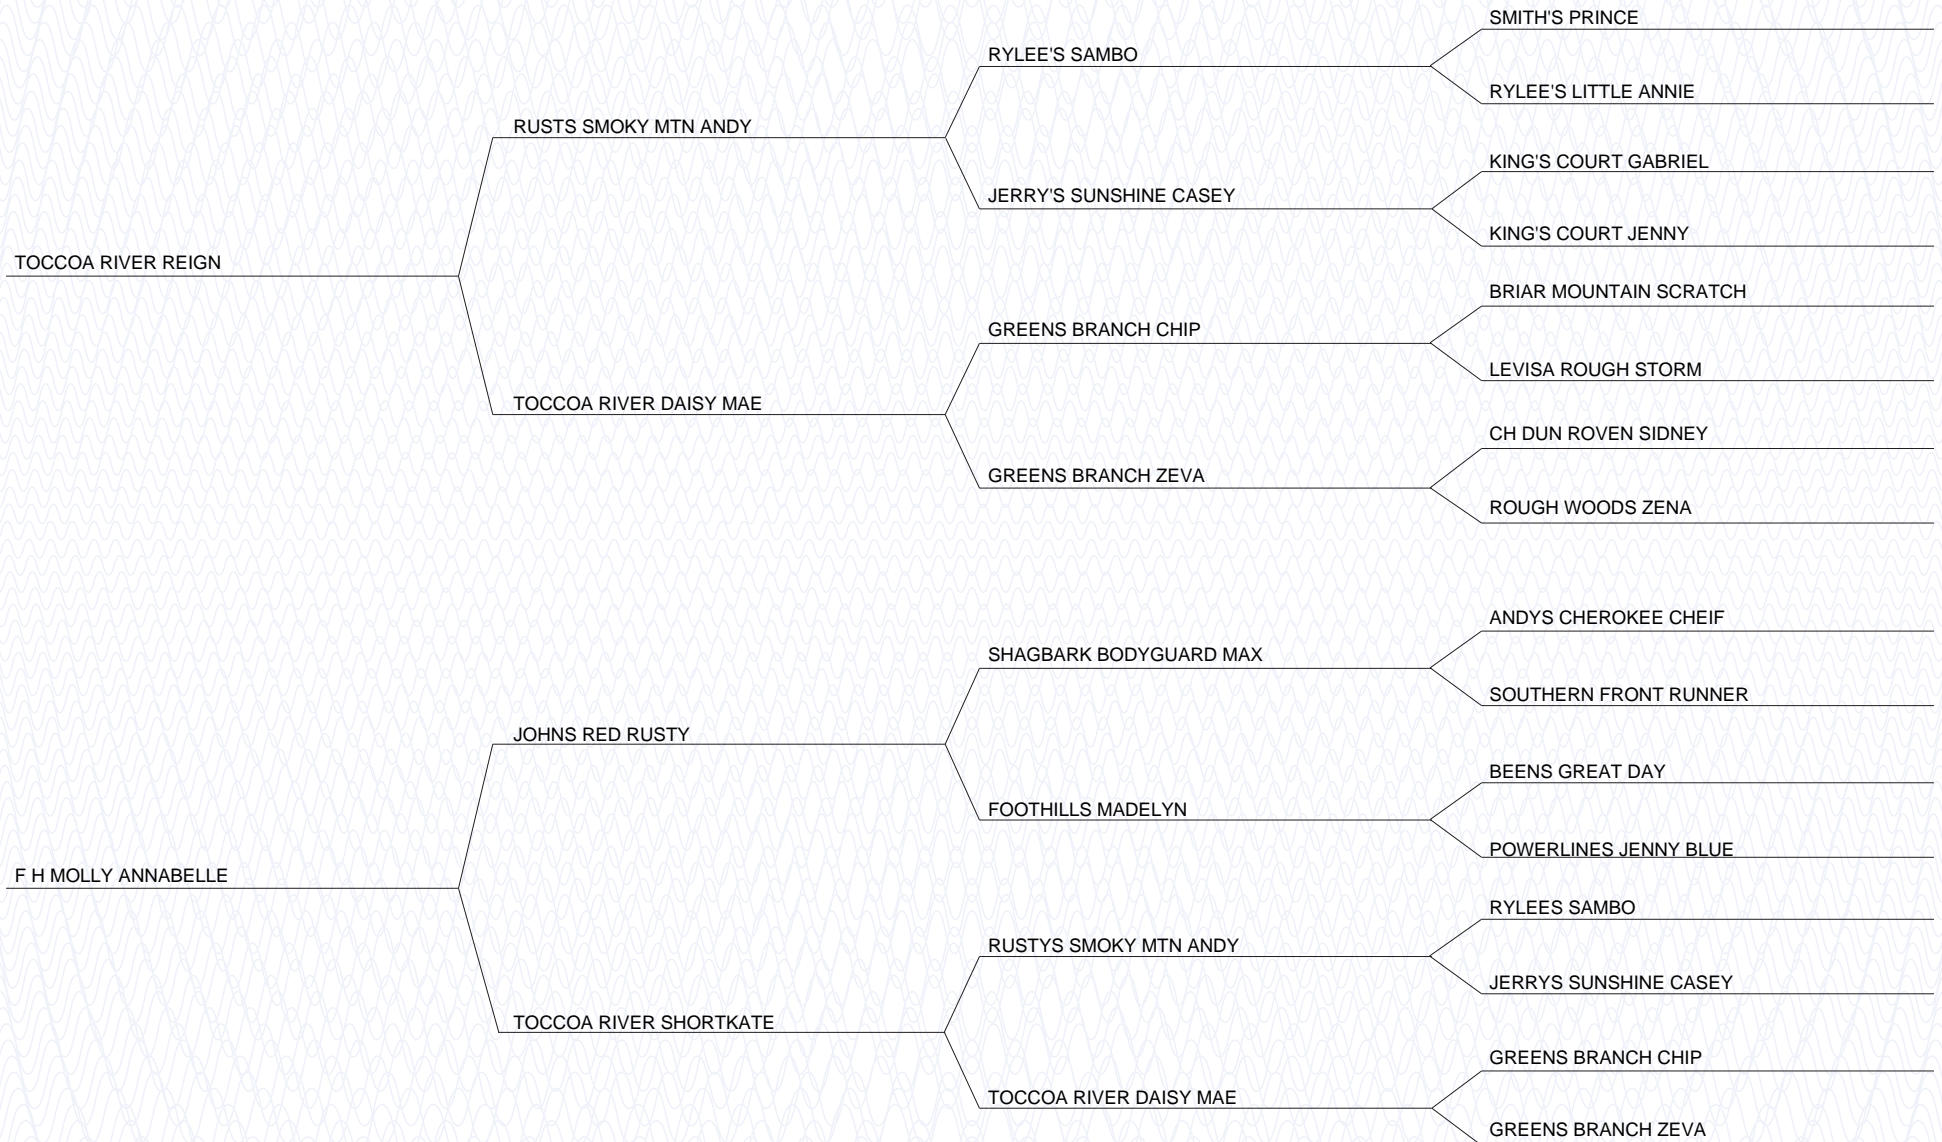 SMITH'S PRINCE
RYLEE'S SAMBO
RYLEE'S LITTLE ANNIE
RUSTS SMOKY MTN ANDY
KING'S COURT GABRIEL
JERRY'S SUNSHINE CASEY
KING'S COURT JENNY
TOCCOA RIVER REIGN
BRIAR MOUNTAIN SCRATCH
GREENS BRANCH CHIP
LEVISA ROUGH STORM
TOCCOA RIVER DAISY MAE
CH DUN ROVEN SIDNEY
GREENS BRANCH ZEVA
ROUGH WOODS ZENA
ANDYS CHEROKEE CHEIF
SHAGBARK BODYGUARD MAX
SOUTHERN FRONT RUNNER
JOHNS RED RUSTY
BEENS GREAT DAY
FOOTHILLS MADELYN
POWERLINES JENNY BLUE
F H MOLLY ANNABELLE
RYLEES SAMBO
RUSTYS SMOKY MTN ANDY
JERRYS SUNSHINE CASEY
TOCCOA RIVER SHORTKATE
GREENS BRANCH CHIP
TOCCOA RIVER DAISY MAE
GREENS BRANCH ZEVA